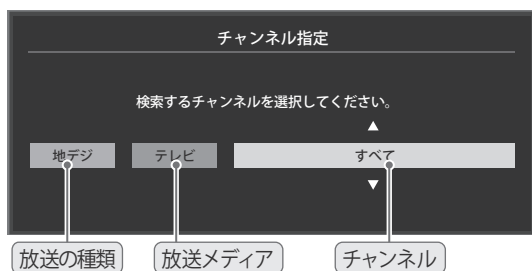 チャンネル指定
検索するチャンネルを選択してください。
▲
地デジ テレビ すべて
▼
放送の種類 放送メディア チャンネル